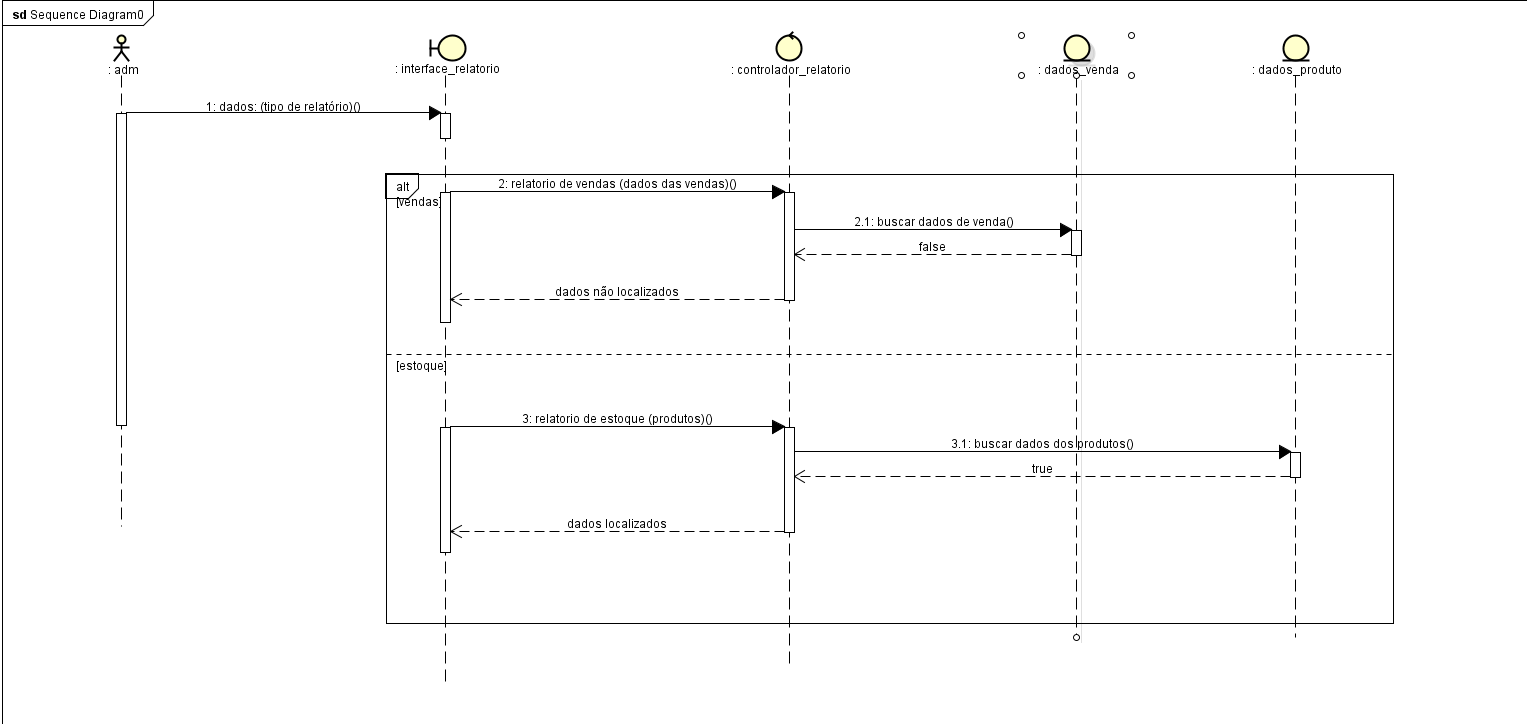 sd Sequence Diagram0
: adm
: interface_relatorio
: controlador_relatorio
: dados_venda
: dados_produto
1: dados: (tipo de relatório)()
alt
2: relatorio de vendas (dados das vendas)()
[vendas]
2.1: buscar dados de venda()
false
dados não localizados
[estoque]
3: relatorio de estoque (produtos)()
3.1: buscar dados dos produtos()
true
dados localizados